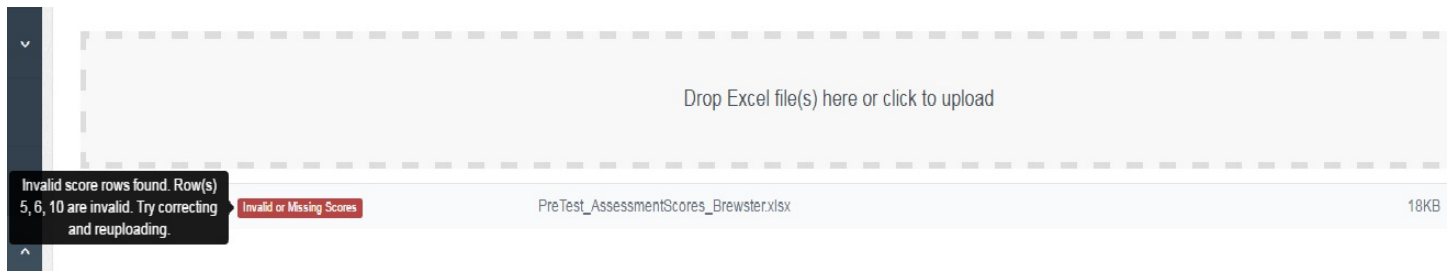 Drop Excel file(s) here or click to upload
Invalid score rows found. Row(s)
5, 6, 10 are invalid. Try correcting
and reuploading.
Invalid or Missing Scores
PreTest_AssessmentScores_Brewster.xlsx
18KB